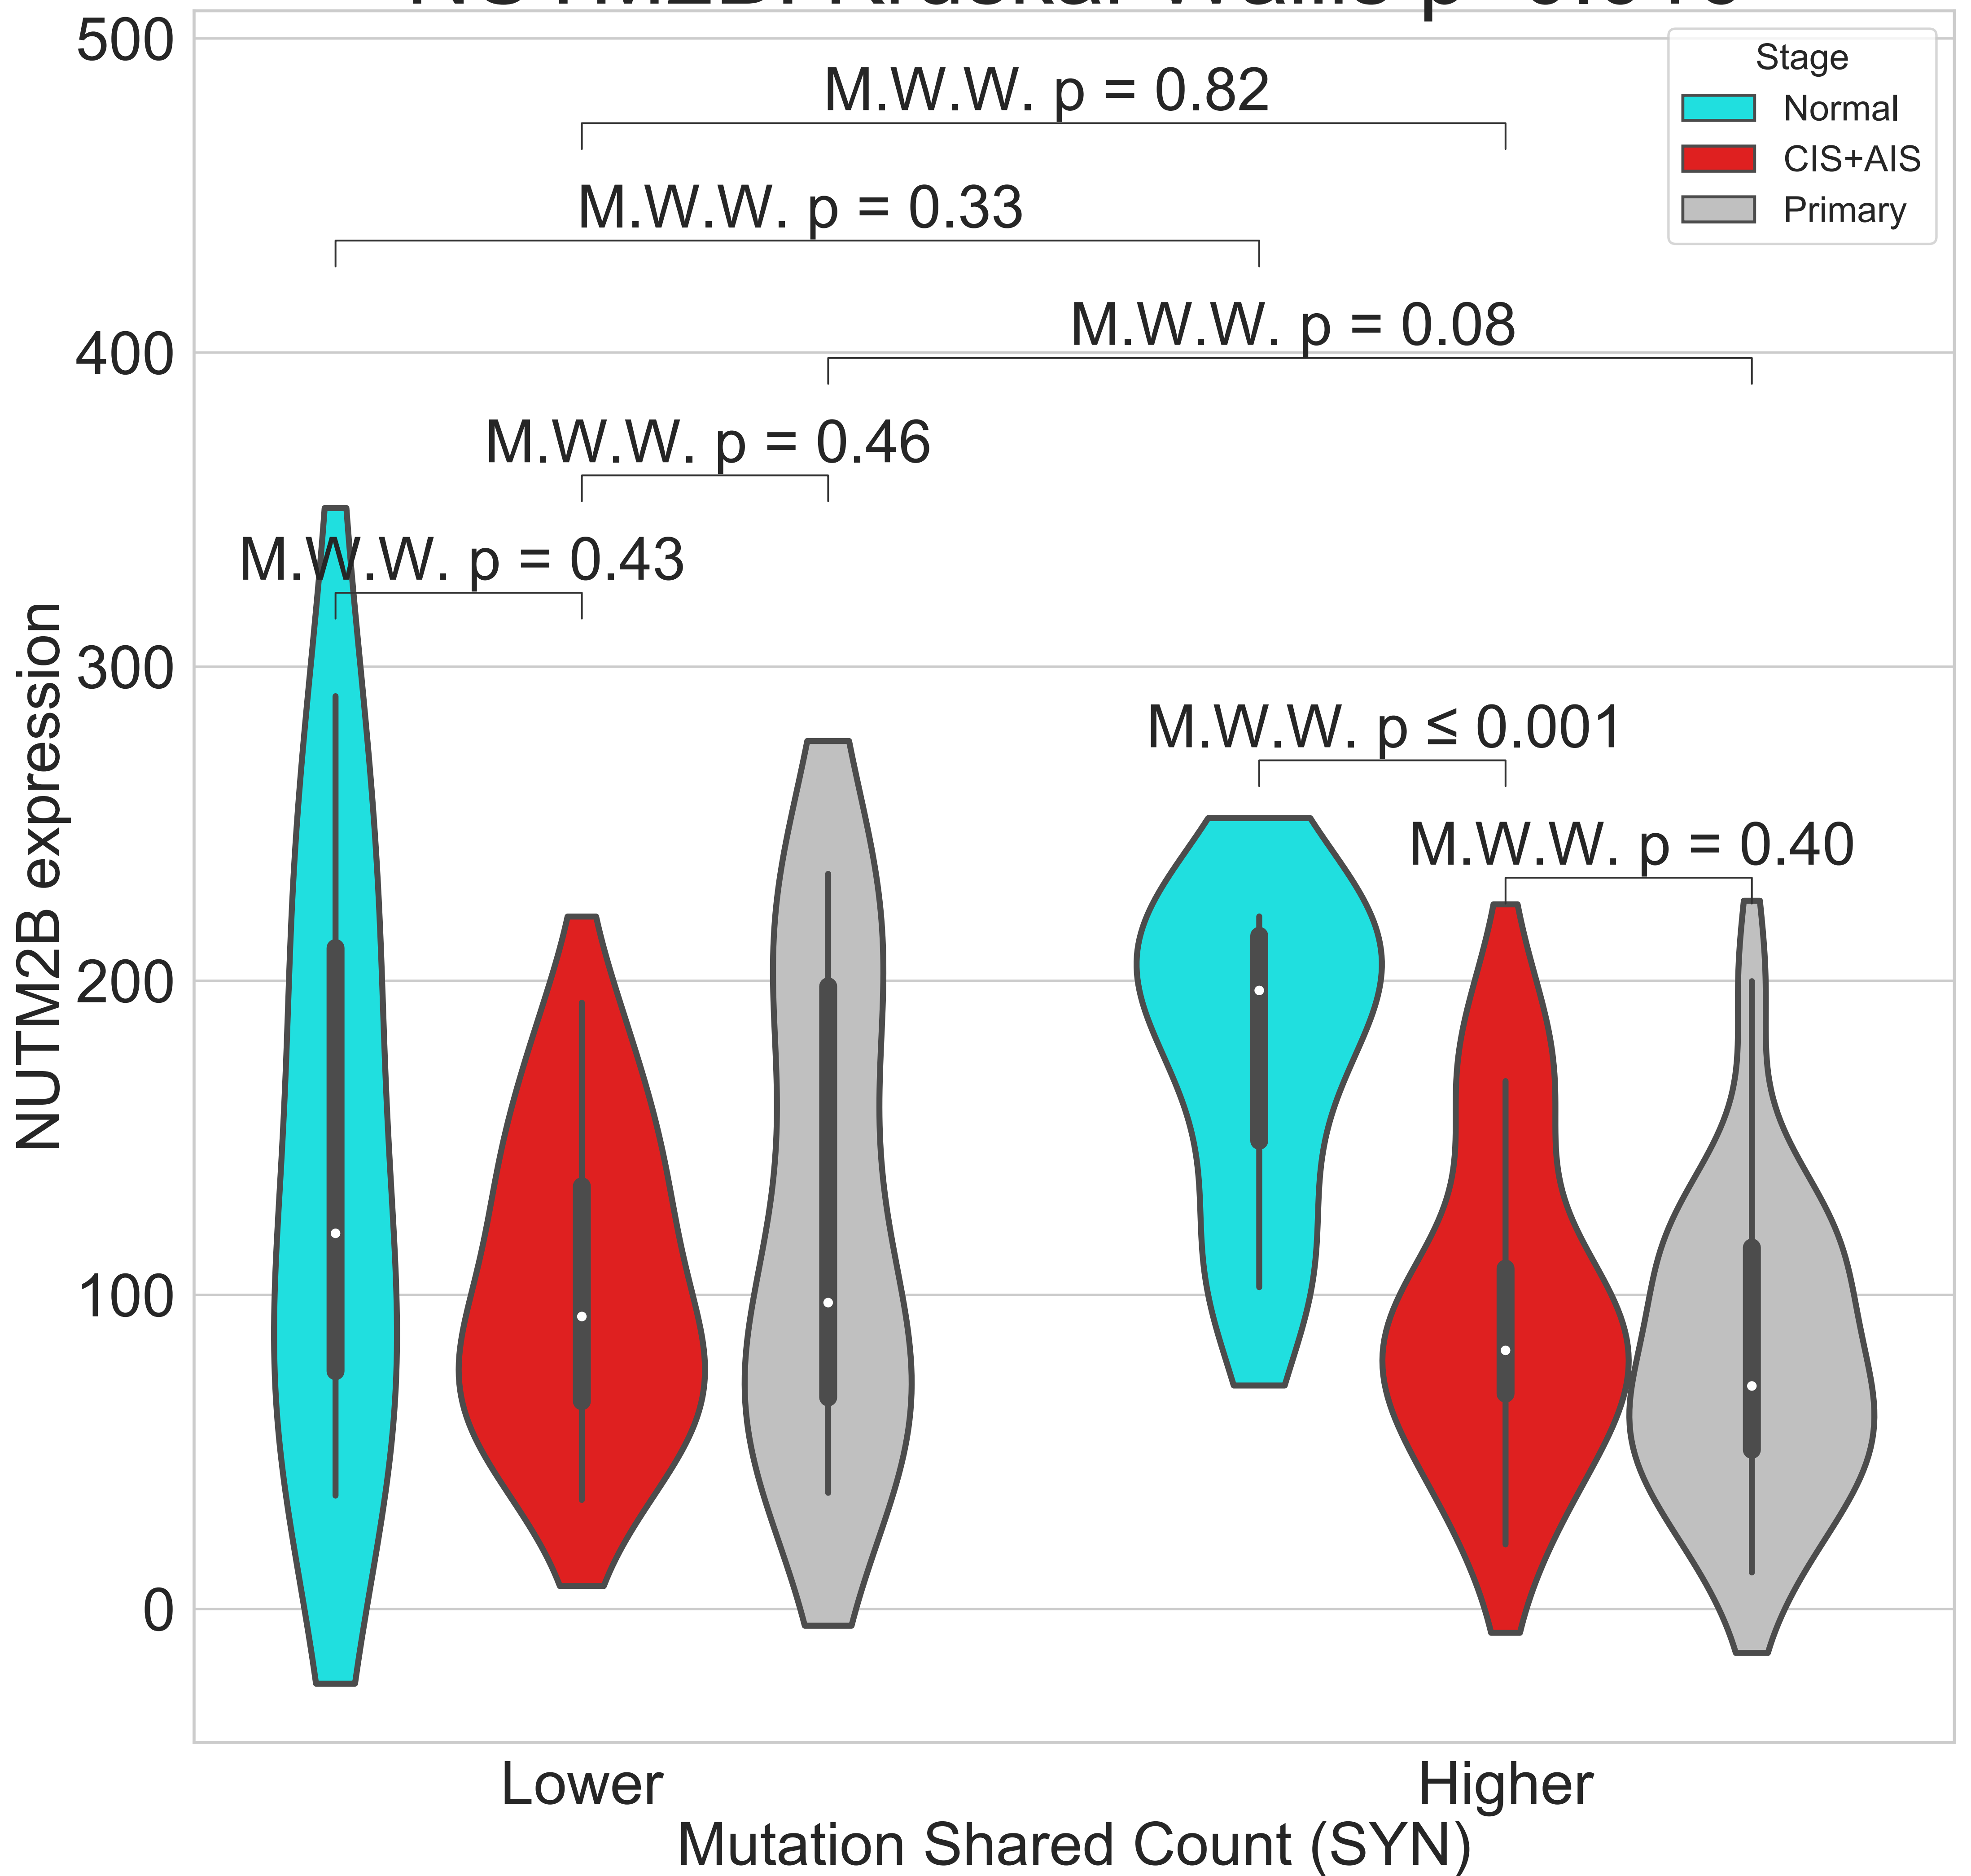 500
400
300
200
100
0
NUTM2B expression
Stage
Normal
CIS+AIS
Primary
M.W.W. p = 0.82
M.W.W. p = 0.33
M.W.W. p = 0.08
M.W.W. p = 0.46
M.W.W. p = 0.43
M.W.W. p ≤ 0.001
M.W.W. p = 0.40
Lower
Higher
Mutation Shared Count (SYN)